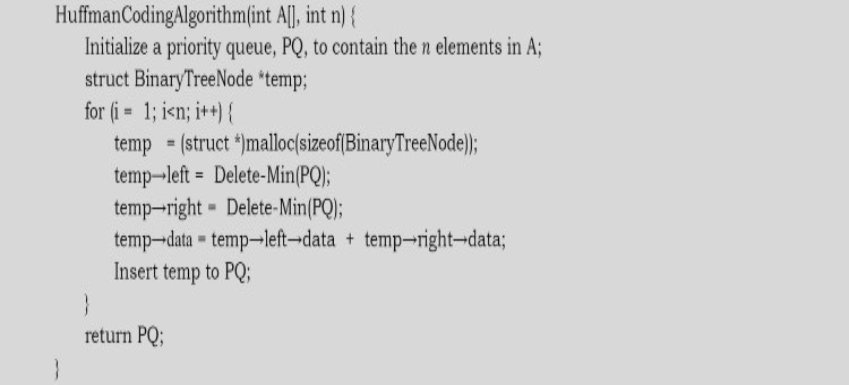 HuffmanCodingAlgorithm(int A[], int n) {
Initialize a priority queue, PQ, to contain the n elements in A;
struct BinaryTreeNode *temp;
for (i = 1; i<n; i++) {
temp = (struct *)malloc(sizeof(BinaryTreeNode));
temp→left = Delete-Min(PQ);
temp→right = Delete-Min(PQ);
temp→data = temp→left→data + temp→right→data;
Insert temp to PQ;
}
return PQ;
}